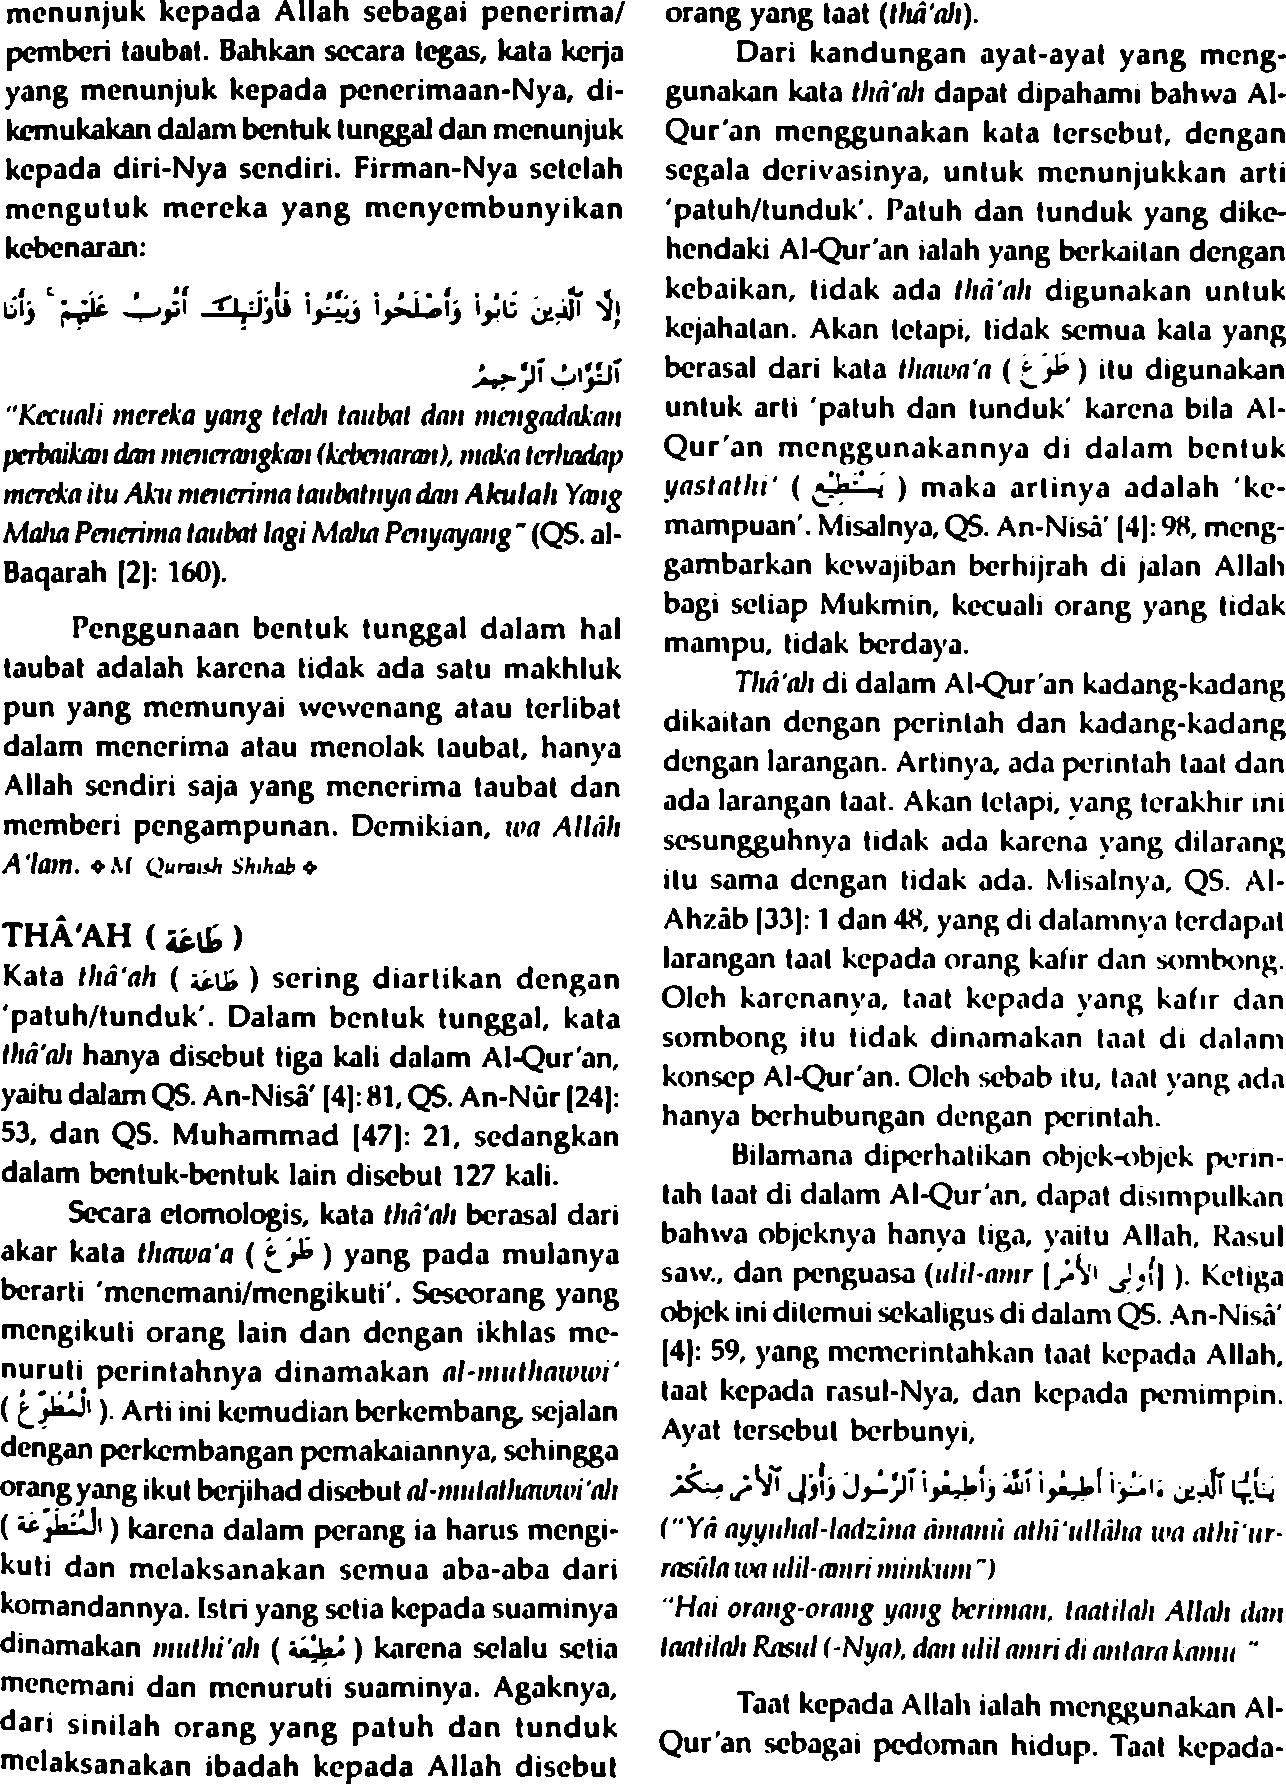 menunjuk kepada Allah sebagai penerima/
pemberi taubat. Bahkan secara tegas, kata kerja
yang menunjuk kepada penerimaan-Nya, di-
kemukakan dalam bentuk tunggal dan menunjuk
kepada diri-Nya sendiri. Firman-Nya setelah
mengutuk mereka yang menyembunyikan
kebenaran:
إِلَّا ٱلَّذِينَ تَابُوا۟ وَأَصْلَحُوا۟ وَبَيَّنُوا۟ فَأُو۟لَـٰٓئِكَ أَتُوبُ عَلَيْهِمْ ۚ وَأَنَا
ٱلتَّوَّابُ ٱلرَّحِيمُ
"Kecuali mereka yang telah taubat dan mengadakan
perbaikan dan menerangkan (kebenaran), maka terhadap
mereka itu Aku menerima taubatnya dan Akulah Yang
Maha Penerima taubat lagi Maha Penyayang" (QS. al-
Baqarah [2]: 160).
Penggunaan bentuk tunggal dalam hal
taubat adalah karena tidak ada satu makhluk
pun yang memunyai wewenang atau terlibat
dalam menerima atau menolak taubat, hanya
Allah sendiri saja yang menerima taubat dan
memberi pengampunan. Demikian, wa Allâh
A'lam. ❖ M Quraish Shihab ❖
THÂ'AH ( طَاعَة )
Kata thâ'ah ( طَاعَة ) sering diartikan dengan
'patuh/tunduk'. Dalam bentuk tunggal, kata
thâ'ah hanya disebut tiga kali dalam Al-Qur'an,
yaitu dalam QS. An-Nisâ' [4]: 81, QS. An-Nûr [24]:
53, dan QS. Muhammad [47]: 21, sedangkan
dalam bentuk-bentuk lain disebut 127 kali.
Secara etomologis, kata thâ'ah berasal dari
akar kata thawa'a ( طَوَعَ ) yang pada mulanya
berarti 'menemani/mengikuti'. Seseorang yang
mengikuti orang lain dan dengan ikhlas me-
nuruti perintahnya dinamakan al-muthawwi'
( الْمُطَوِّعُ ). Arti ini kemudian berkembang, sejalan
dengan perkembangan pemakaiannya, sehingga
orang yang ikut berjihad disebut al-mutathawwi'ah
( الْمُتَطَوِّعَة ) karena dalam perang ia harus mengi-
kuti dan melaksanakan semua aba-aba dari
komandannya. Istri yang setia kepada suaminya
dinamakan muthi'ah ( مُطِيْعَة ) karena selalu setia
menemani dan menuruti suaminya. Agaknya,
dari sinilah orang yang patuh dan tunduk
melaksanakan ibadah kepada Allah disebut
orang yang taat (thâ'ah).
Dari kandungan ayat-ayat yang meng-
gunakan kata thâ'ah dapat dipahami bahwa Al-
Qur'an menggunakan kata tersebut, dengan
segala derivasinya, untuk menunjukkan arti
'patuh/tunduk'. Patuh dan tunduk yang dike-
hendaki Al-Qur'an ialah yang berkaitan dengan
kebaikan, tidak ada thâ'ah digunakan untuk
kejahatan. Akan tetapi, tidak semua kata yang
berasal dari kata thawa'a ( طَوَعَ ) itu digunakan
untuk arti 'patuh dan tunduk' karena bila Al-
Qur'an menggunakannya di dalam bentuk
yastathi' ( يَسْتَطِيْع ) maka artinya adalah 'ke-
mampuan'. Misalnya, QS. An-Nisâ' [4]: 98, meng-
gambarkan kewajiban berhijrah di jalan Allah
bagi setiap Mukmin, kecuali orang yang tidak
mampu, tidak berdaya.
Thâ'ah di dalam Al-Qur'an kadang-kadang
dikaitan dengan perintah dan kadang-kadang
dengan larangan. Artinya, ada perintah taat dan
ada larangan taat. Akan tetapi, yang terakhir ini
sesungguhnya tidak ada karena yang dilarang
itu sama dengan tidak ada. Misalnya, QS. Al-
Ahzâb [33]: 1 dan 48, yang di dalamnya terdapat
larangan taat kepada orang kafir dan sombong.
Oleh karenanya, taat kepada yang kafir dan
sombong itu tidak dinamakan taat di dalam
konsep Al-Qur'an. Oleh sebab itu, taat yang ada
hanya berhubungan dengan perintah.
Bilamana diperhatikan objek-objek perin-
tah taat di dalam Al-Qur'an, dapat disimpulkan
bahwa objeknya hanya tiga, yaitu Allah, Rasul
saw., dan penguasa (ulil-amr [أُولِى الأَمْرِ] ). Ketiga
objek ini ditemui sekaligus di dalam QS. An-Nisâ'
[4]: 59, yang memerintahkan taat kepada Allah,
taat kepada rasul-Nya, dan kepada pemimpin.
Ayat tersebut berbunyi,
يَـٰٓأَيُّهَا ٱلَّذِينَ ءَامَنُوٓا۟ أَطِيعُوا۟ ٱللَّهَ وَأَطِيعُوا۟ ٱلرَّسُولَ وَأُو۟لِى ٱلْأَمْرِ مِنكُمْ
("Yâ ayyuhal-ladzîna âmanû athî'ullâha wa athî'ur-
rasûla wa ulil-amri minkum")
"Hai orang-orang yang beriman, taatilah Allah dan
taatilah Rasul (-Nya), dan ulil amri di antara kamu "
Taat kepada Allah ialah menggunakan Al-
Qur'an sebagai pedoman hidup. Taat kepada-